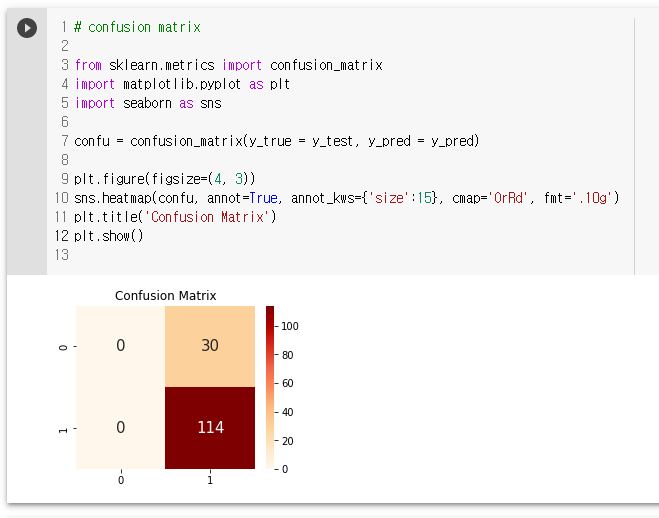 1 # confusion matrix
2
3 from sklearn.metrics import confusion_matrix
4 import matplotlib.pyplot as plt
5 import seaborn as sns
6
7 confu = confusion_matrix(y_true = y_test, y_pred = y_pred)
8
9 plt.figure(figsize=(4, 3))
10 sns.heatmap(confu, annot=True, annot_kws={'size':15}, cmap='OrRd', fmt='.10g')
11 plt.title('Confusion Matrix')
12 plt.show()
13
Confusion Matrix
0 0 30
1 0 114
0 1
100
80
60
40
20
0